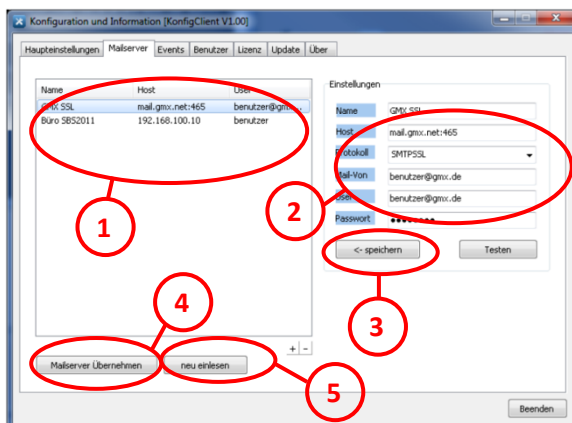 Konfiguration und Information [KonfigClient V1.00]
Haupteinstellungen Mailserver Events Benutzer Lizenz Update Über
Name Host User
GMX SSL mail.gmx.net:465 benutzer@gmx...
Büro SBS2011 192.168.100.10 benutzer
Einstellungen
Name GMX SSL
Host mail.gmx.net:465
Protokoll SMTPSSL
Mail-Von benutzer@gmx.de
User benutzer@gmx.de
Passwort ●●●●●●●●
<- speichern Testen
1
2
3
4
5
+ -
Mailserver Übernehmen neu einlesen
Beenden